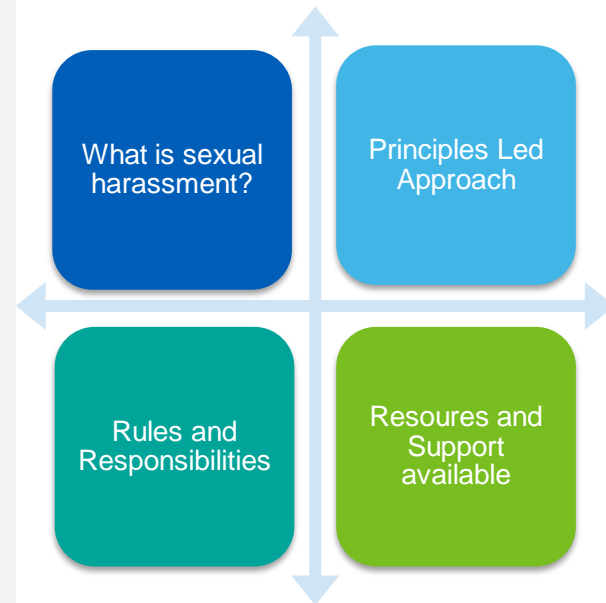 What is sexual
harassment?
Principles Led
Approach
Rules and
Responsibilities
Resoures and
Support
available